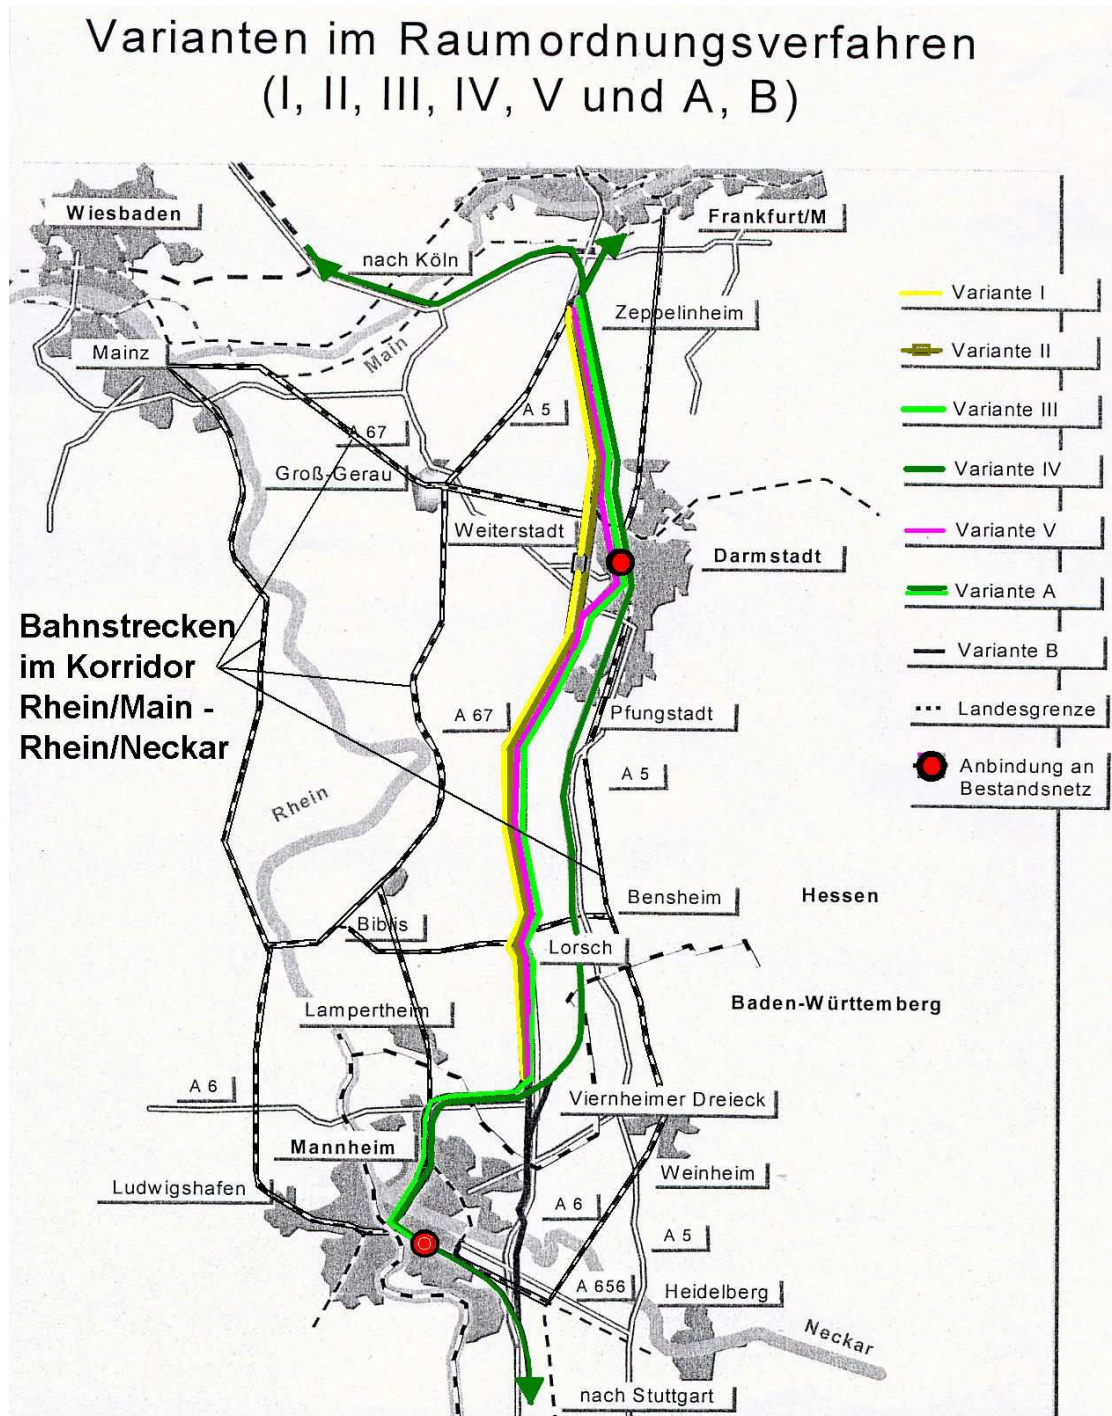 Varianten im Raumordnungsverfahren
(I, II, III, IV, V und A, B)
Wiesbaden
Frankfurt/M
nach Köln
Zeppelinheim
Mainz
Main
A 5
A 67
Groß-Gerau
Weiterstadt
Darmstadt
Bahnstrecken
im Korridor
Rhein/Main -
Rhein/Neckar
A 67
Pfungstadt
A 5
Rhein
Bensheim
Hessen
Biblis
Lorsch
Lampertheim
Baden-Württemberg
A 6
Viernheimer Dreieck
Mannheim
Weinheim
Ludwigshafen
A 6
A 5
A 656
Heidelberg
Neckar
nach Stuttgart
Variante I
Variante II
Variante III
Variante IV
Variante V
Variante A
Variante B
Landesgrenze
Anbindung an
Bestandsnetz